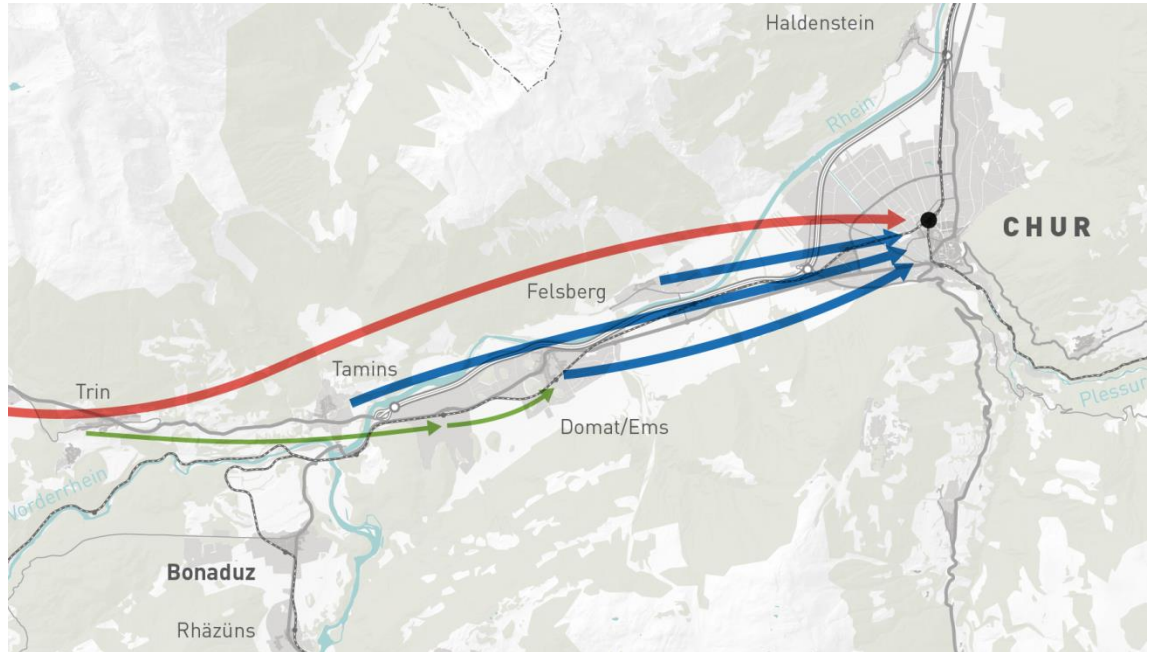 Haldenstein
Rhein
CHUR
Felsberg
Tamins
Trin
Plessur
Domat/Ems
Vorderrhein
Bonaduz
Rhäzüns